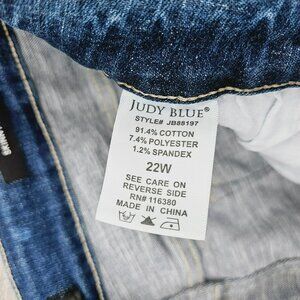 JUDY BLUE®
STYLE# JB88197
91.4% COTTON
7.4% POLYESTER
1.2% SPANDEX
22W
SEE CARE ON
REVERSE SIDE
RN# 116380
MADE IN CHINA